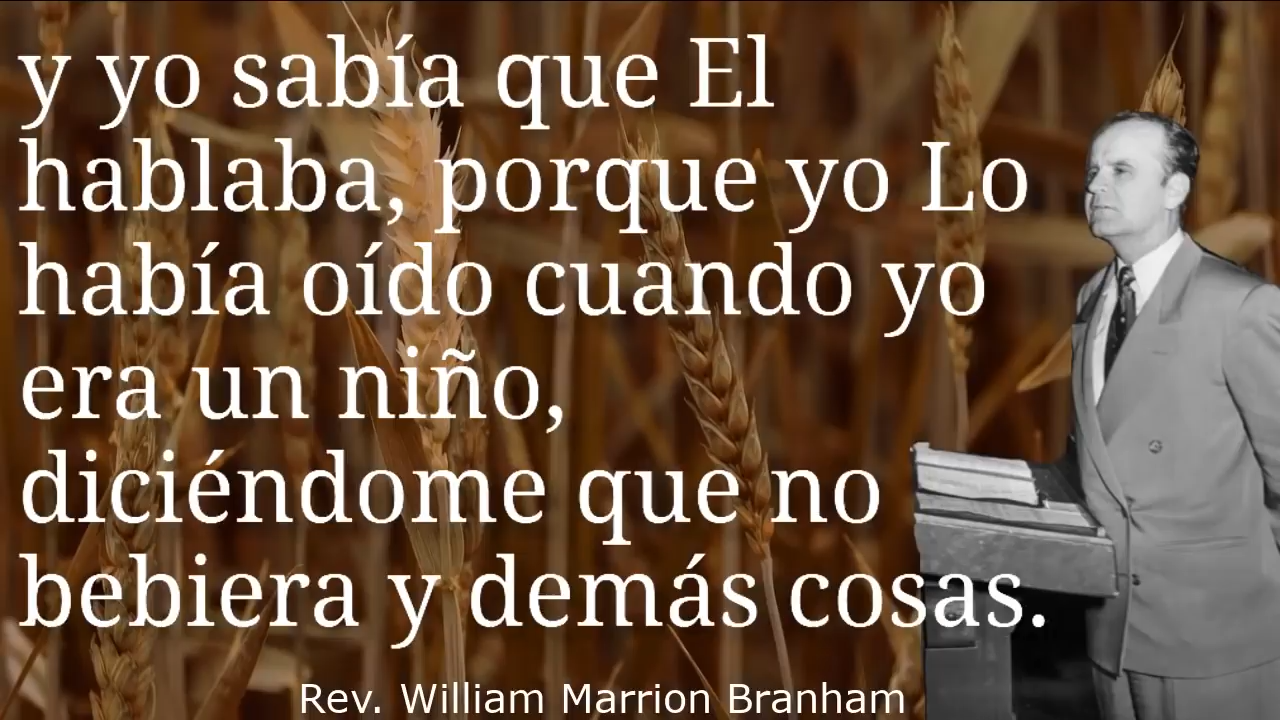 y yo sabía que El
hablaba, porque yo Lo
había oído cuando yo
era un niño,
diciéndome que no
bebiera y demás cosas.
Rev. William Marrion Branham